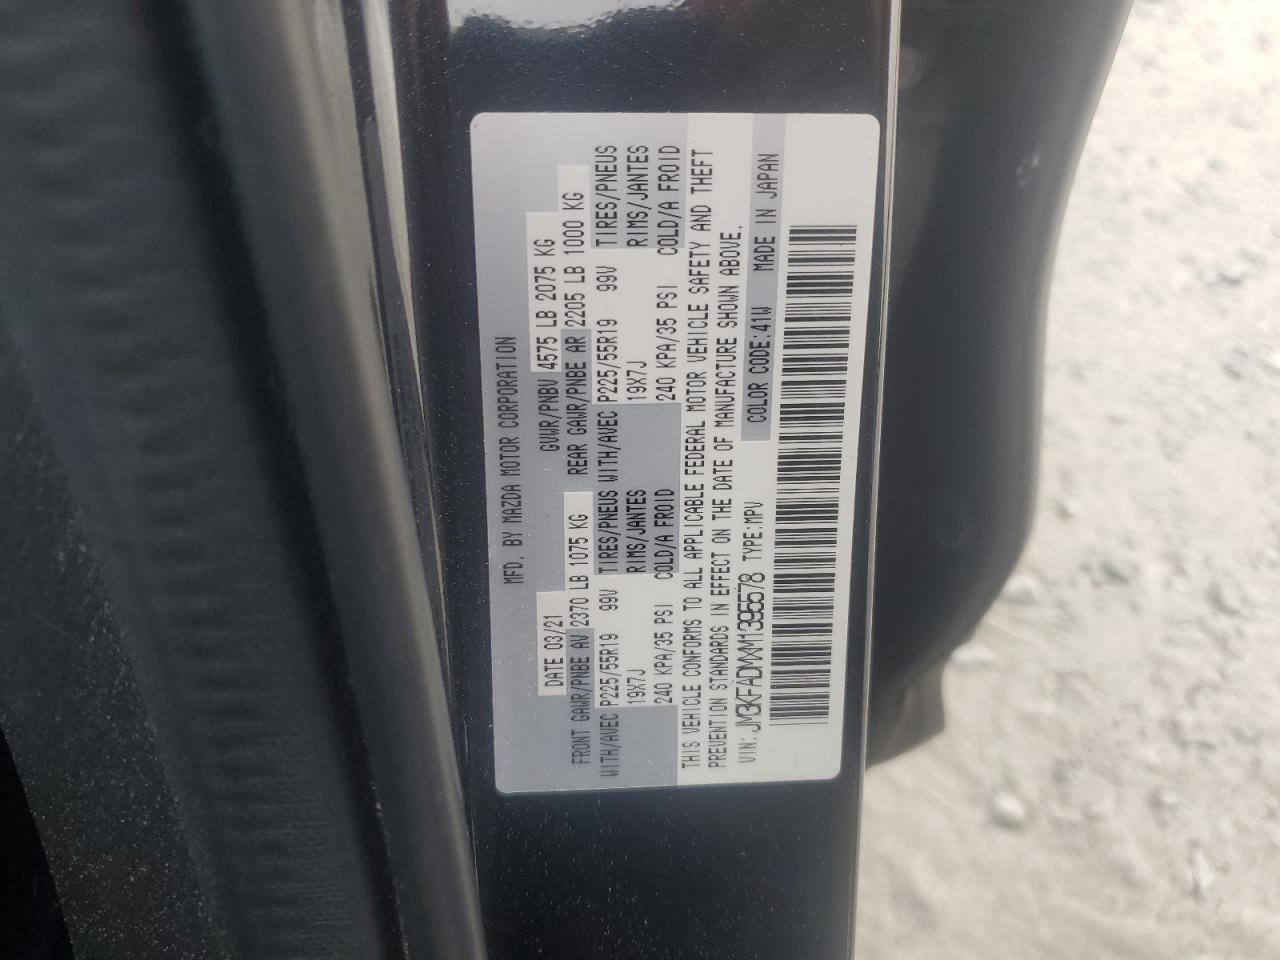 MFD. BY MAZDA MOTOR CORPORATION
DATE 03/21 GVWR/PNBV 4575 LB 2075 KG
FRONT GAWR/PNBE AV 2370 LB 1075 KG REAR GAWR/PNBE AR 2205 LB 1000 KG
WITH/AVEC P225/55R19 99V TIRES/PNEUS WITH/AVEC P225/55R19 99V TIRES/PNEUS
19X7J RIMS/JANTES 19X7J RIMS/JANTES
240 KPA/35 PSI COLD/A FROID 240 KPA/35 PSI COLD/A FROID
THIS VEHICLE CONFORMS TO ALL APPLICABLE FEDERAL MOTOR VEHICLE SAFETY AND THEFT
PREVENTION STANDARDS IN EFFECT ON THE DATE OF MANUFACTURE SHOWN ABOVE.
VIN: JM3KFADMXM1395578 TYPE:MPV COLOR CODE:41W MADE IN JAPAN